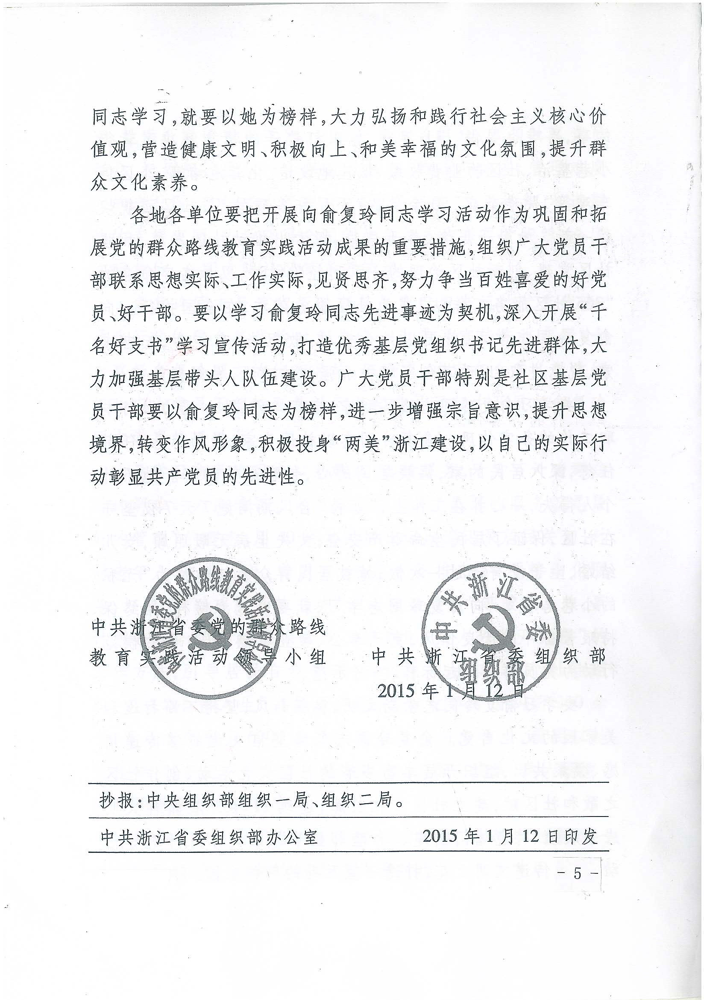 同志学习,就要以她为榜样,大力弘扬和践行社会主义核心价
值观,营造健康文明、积极向上、和美幸福的文化氛围,提升群
众文化素养。
各地各单位要把开展向俞复玲同志学习活动作为巩固和拓
展党的群众路线教育实践活动成果的重要措施,组织广大党员干
部联系思想实际、工作实际,见贤思齐,努力争当百姓喜爱的好党
员、好干部。要以学习俞复玲同志先进事迹为契机,深入开展“千
名好支书”学习宣传活动,打造优秀基层党组织书记先进群体,大
力加强基层带头人队伍建设。广大党员干部特别是社区基层党
员干部要以俞复玲同志为榜样,进一步增强宗旨意识,提升思想
境界,转变作风形象,积极投身“两美”浙江建设,以自己的实际行
动彰显共产党员的先进性。
中共浙江省委党的群众路线
教育实践活动领导小组
中共浙江省委组织部
2015年1月12日
中共浙江省委
组织部
抄报:中央组织部组织一局、组织二局。
中共浙江省委组织部办公室 2015年1月12日印发
- 5 -